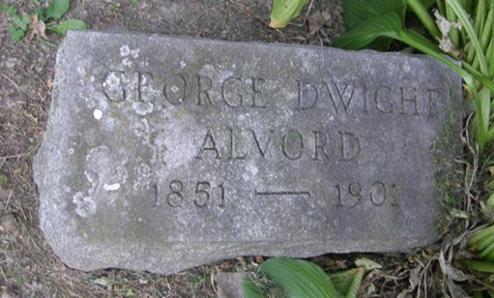 GEORGE DWIGHT
ALVORD
1851 — 1901